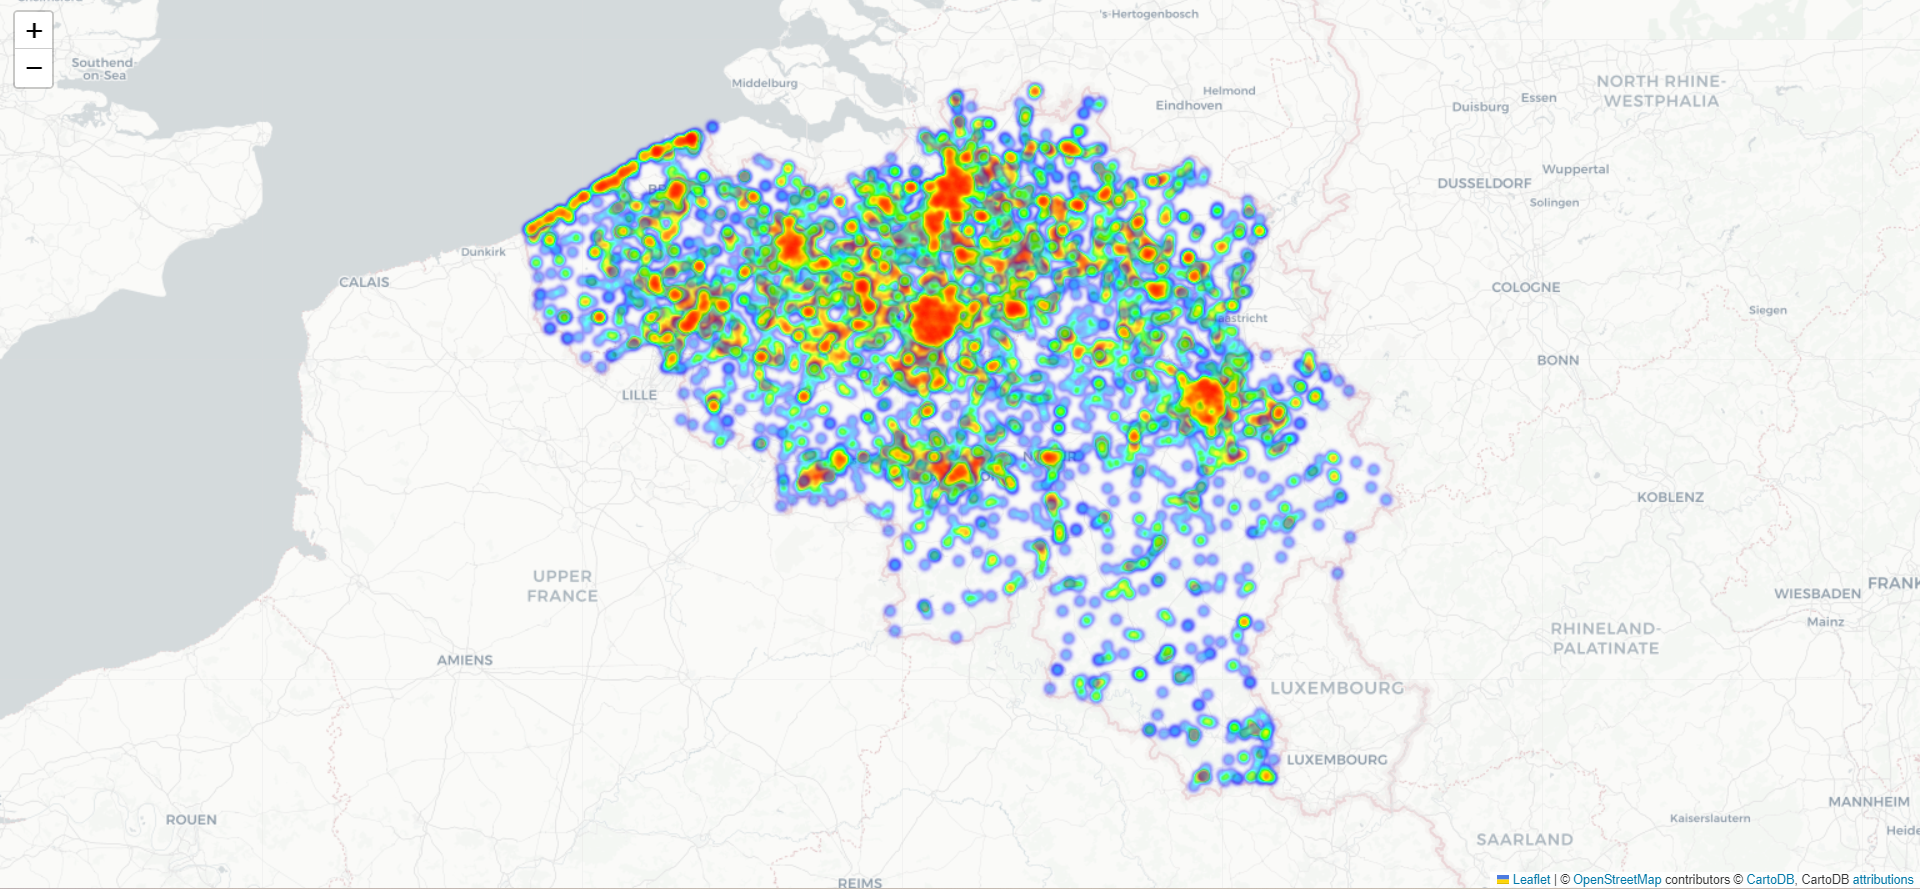 +
−
Southend-
on-Sea
's-Hertogenbosch
Middelburg
Helmond
Eindhoven
NORTH RHINE-
WESTPHALIA
Essen
Duisburg
Wuppertal
DUSSELDORF
Solingen
Dunkirk
CALAIS
COLOGNE
Siegen
BONN
LILLE
KOBLENZ
UPPER
FRANCE
WIESBADEN
FRANK
Mainz
RHINELAND-
PALATINATE
AMIENS
LUXEMBOURG
LUXEMBOURG
MANNHEIM
Kaiserslautern
ROUEN
Heide
SAARLAND
REIMS
Leaflet | © OpenStreetMap contributors © CartoDB, CartoDB attributions